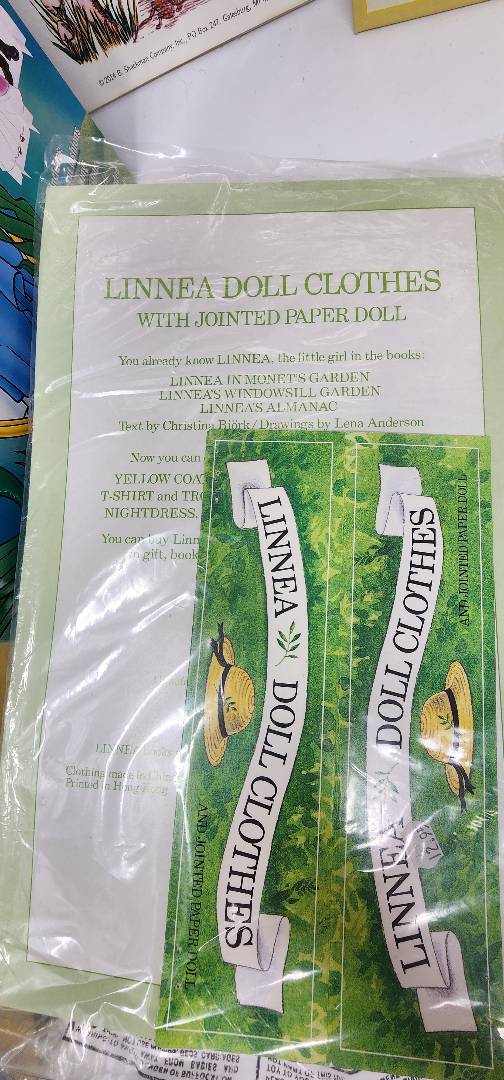 ©2014 B. Shackman Company, Inc., PO Box 247, Galesburg, MI
LINNEA DOLL CLOTHES
WITH JOINTED PAPER DOLL
You already know LINNEA, the little girl in the books:
LINNEA IN MONET'S GARDEN
LINNEA'S WINDOWSILL GARDEN
LINNEA'S ALMANAC
Text by Christina Björk/Drawings by Lena Anderson
Now you can
YELLOW COAT
T-SHIRT and
NIGHTDRESS.
You can buy Linn
in gift, book
LINNEA
Clothing made in
Printed in Hong Kong
LINNEA DOLL CLOTHES
AND JOINTED PAPER DOLL
LINNEA DOLL CLOTHES
AND JOINTED PAPER DOLL